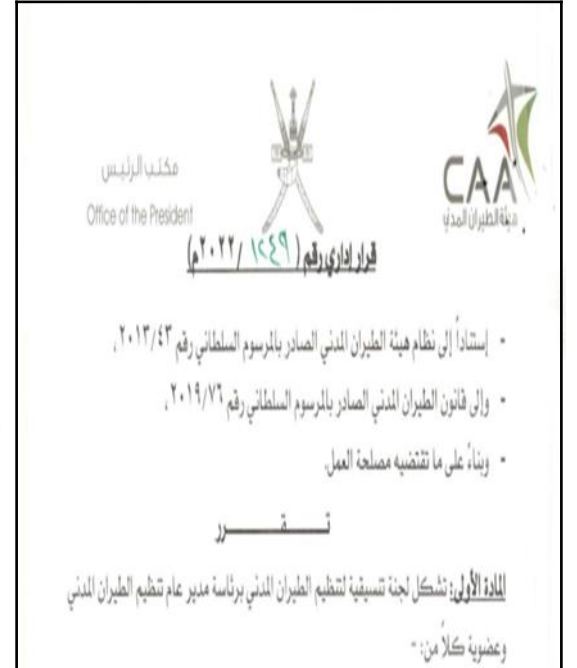 CAA
هيئة الطيران المدني
مكتب الرئيس
Office of the President
قرار إداري رقم ( ١٢٤٩ /٢٠٢٢م)
- إستناداً إلى نظام هيئة الطيران المدني الصادر بالمرسوم السلطاني رقم ٢٠١٣/٤٣ ،
- وإلى قانون الطيران المدني الصادر بالمرسوم السلطاني رقم ٢٠١٩/٧٦ ،
- وبناءً على ما تقتضيه مصلحة العمل.
تـــقـــــرر
المادة الأولى: تشكل لجنة تنسيقية لتنظيم الطيران المدني برئاسة مدير عام تنظيم الطيران المدني
وعضوية كلاً من: -